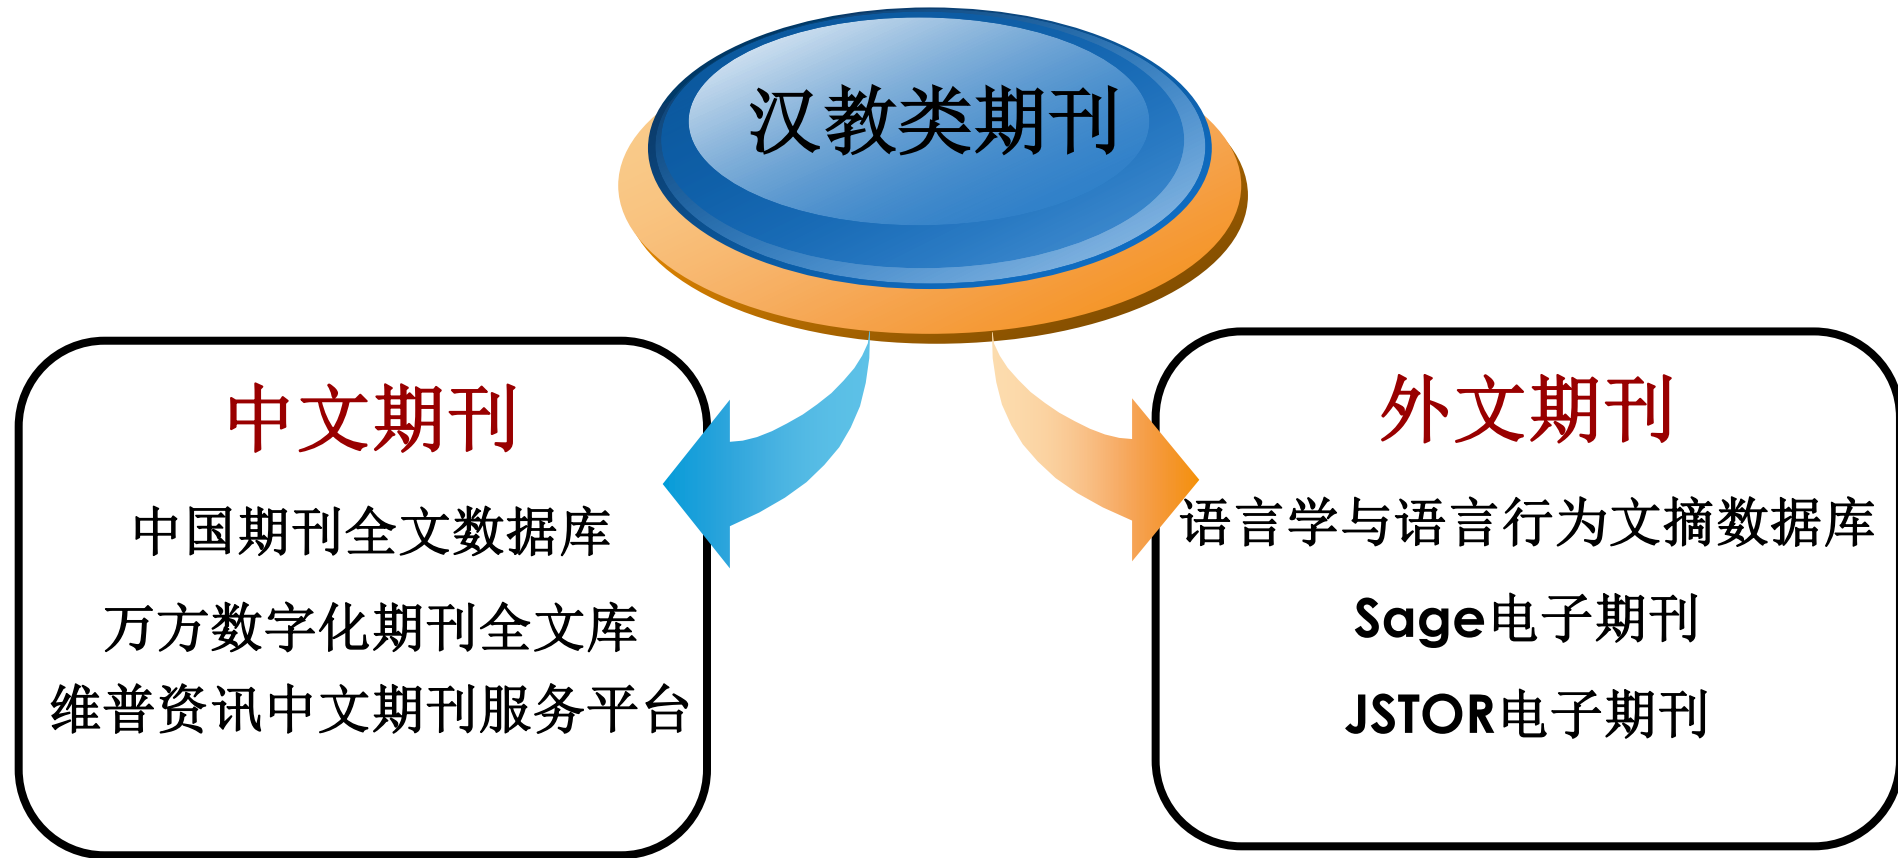 汉教类期刊
中文期刊
中国期刊全文数据库
万方数字化期刊全文库
维普资讯中文期刊服务平台
外文期刊
语言学与语言行为文摘数据库
Sage电子期刊
JSTOR电子期刊